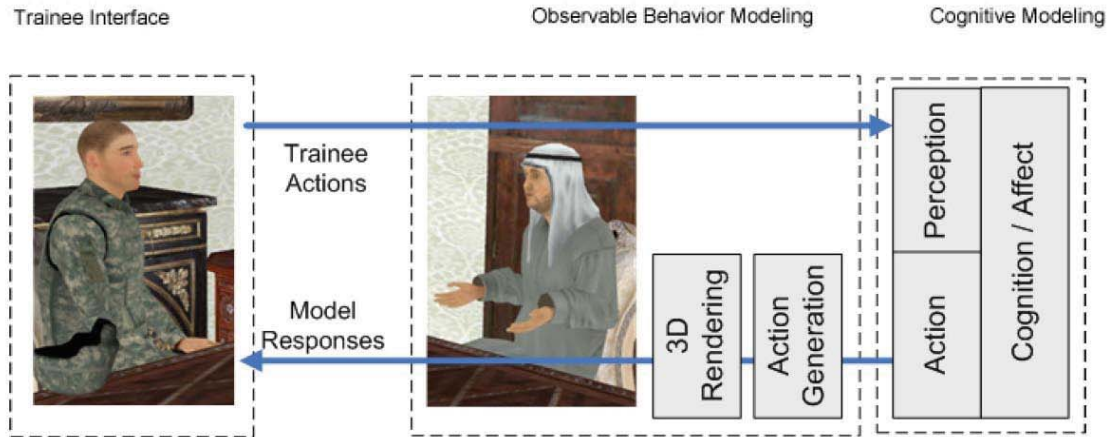 Trainee Interface
Observable Behavior Modeling
Cognitive Modeling
Trainee
Actions
Model
Responses
3D
Rendering
Action
Generation
Perception
Action
Cognition / Affect